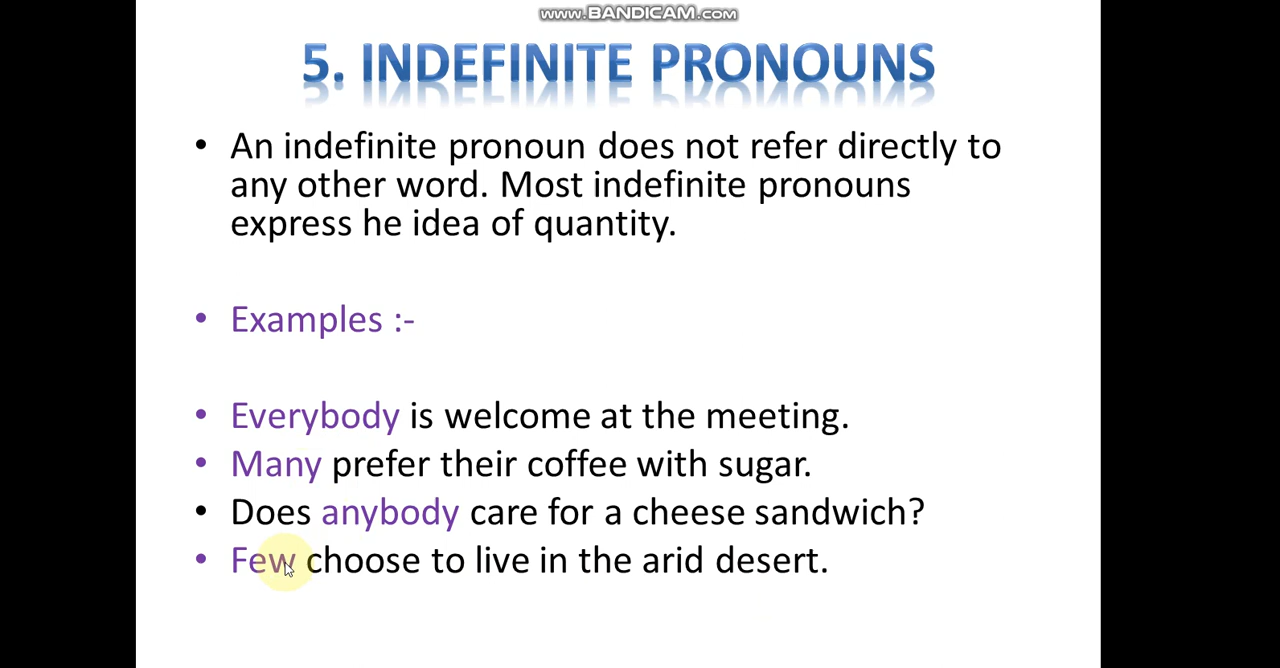 www.BANDICAM.com
5. INDEFINITE PRONOUNS
• An indefinite pronoun does not refer directly to
any other word. Most indefinite pronouns
express he idea of quantity.
• Examples :-
• Everybody is welcome at the meeting.
• Many prefer their coffee with sugar.
• Does anybody care for a cheese sandwich?
• Few choose to live in the arid desert.